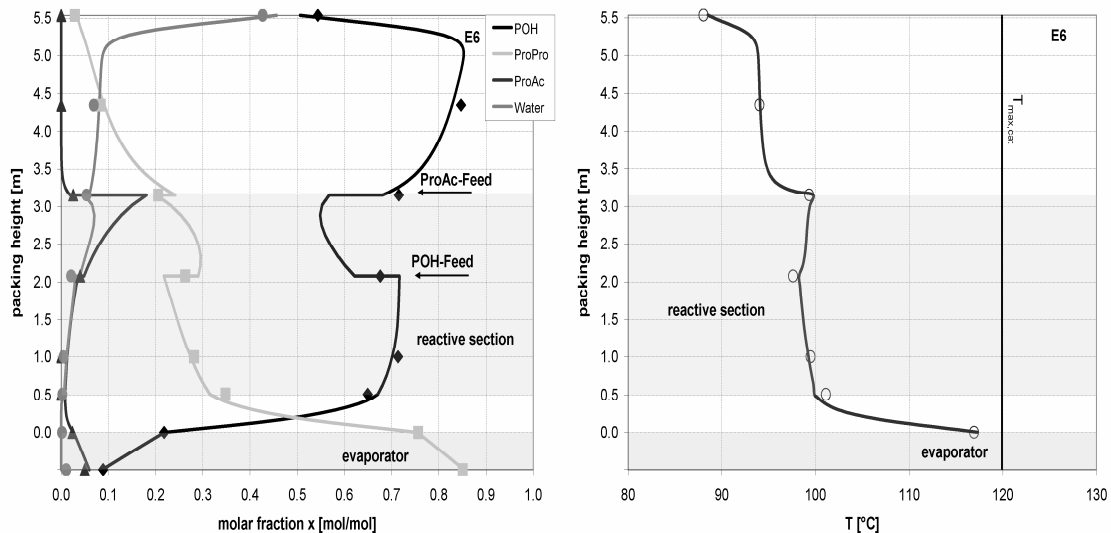 5.5
5.0
4.5
4.0
3.5
3.0
2.5
2.0
1.5
1.0
0.5
0.0
packing height [m]
E6
POH
ProPro
ProAc
Water
ProAc-Feed
POH-Feed
reactive section
evaporator
0.0 0.1 0.2 0.3 0.4 0.5 0.6 0.7 0.8 0.9 1.0
molar fraction x [mol/mol]
5.5
5.0
4.5
4.0
3.5
3.0
2.5
2.0
1.5
1.0
0.5
0.0
packing height [m]
E6
T max,cat
reactive section
evaporator
80 90 100 110 120 130
T [°C]